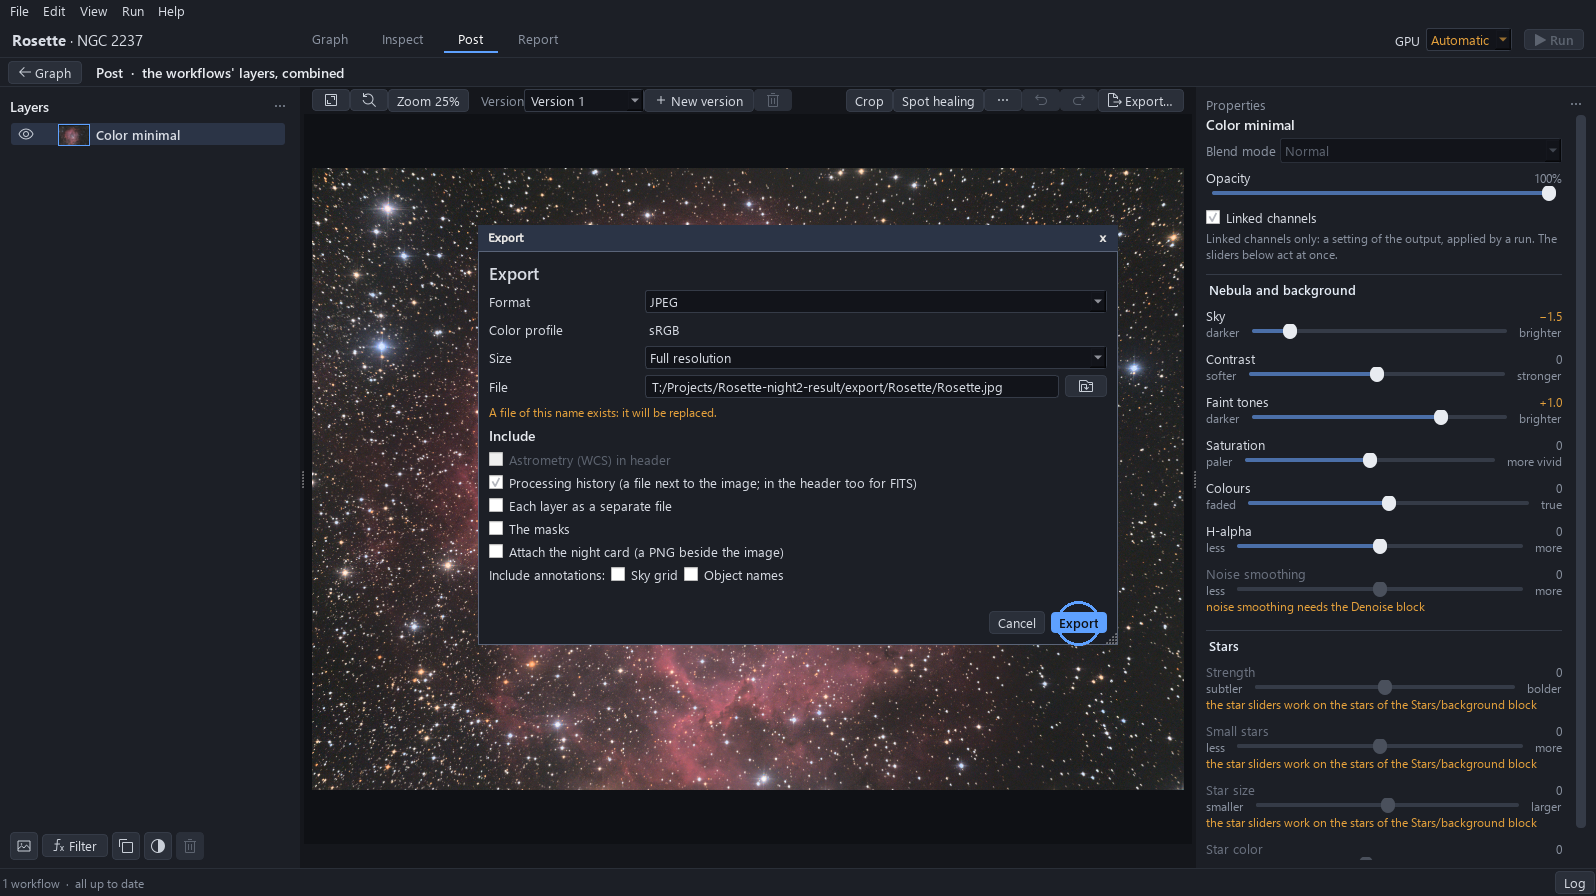 File Edit View Run Help
Rosette · NGC 2237
Graph Inspect Post Report
GPU Automatic Run
Graph
Post · the workflows' layers, combined
Layers
Color minimal
Zoom 25%
Version Version 1
New version
Crop
Spot healing
Export...
Export x
Export
Format JPEG
Color profile sRGB
Size Full resolution
File T:/Projects/Rosette-night2-result/export/Rosette/Rosette.jpg
A file of this name exists: it will be replaced.
Include
Astrometry (WCS) in header
Processing history (a file next to the image; in the header too for FITS)
Each layer as a separate file
The masks
Attach the night card (a PNG beside the image)
Include annotations: Sky grid Object names
Cancel Export
Properties
Color minimal
Blend mode Normal
Opacity 100%
Linked channels
Linked channels only: a setting of the output, applied by a run. The
sliders below act at once.
Nebula and background
Sky −1.5
darker brighter
Contrast 0
softer stronger
Faint tones +1.0
darker brighter
Saturation 0
paler more vivid
Colours 0
faded true
H-alpha 0
less more
Noise smoothing 0
less more
noise smoothing needs the Denoise block
Stars
Strength 0
subtler bolder
the star sliders work on the stars of the Stars/background block
Small stars 0
less more
the star sliders work on the stars of the Stars/background block
Star size 0
smaller larger
the star sliders work on the stars of the Stars/background block
Star color 0
fx Filter
1 workflow · all up to date
Log